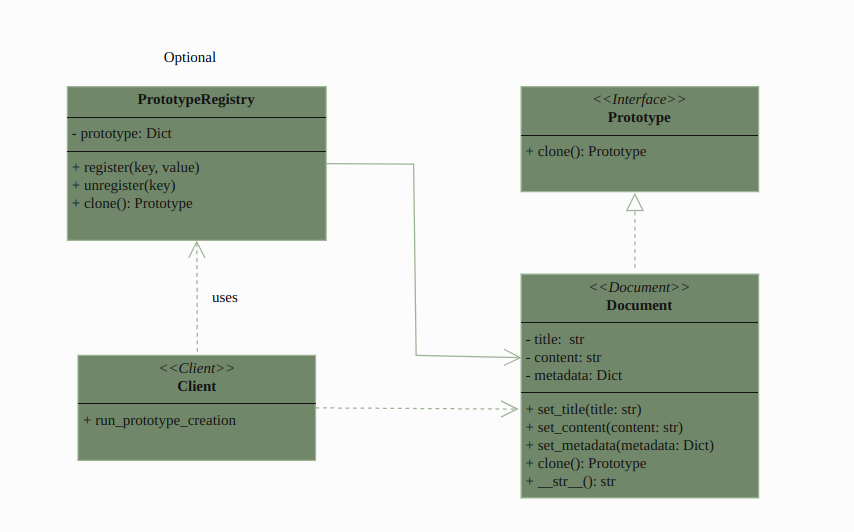 Optional
PrototypeRegistry
- prototype: Dict
+ register(key, value)
+ unregister(key)
+ clone(): Prototype
<<Interface>>
Prototype
+ clone(): Prototype
uses
<<Client>>
Client
+ run_prototype_creation
<<Document>>
Document
- title:  str
- content: str
- metadata: Dict
+ set_title(title: str)
+ set_content(content: str)
+ set_metadata(metadata: Dict)
+ clone(): Prototype
+ __str__(): str